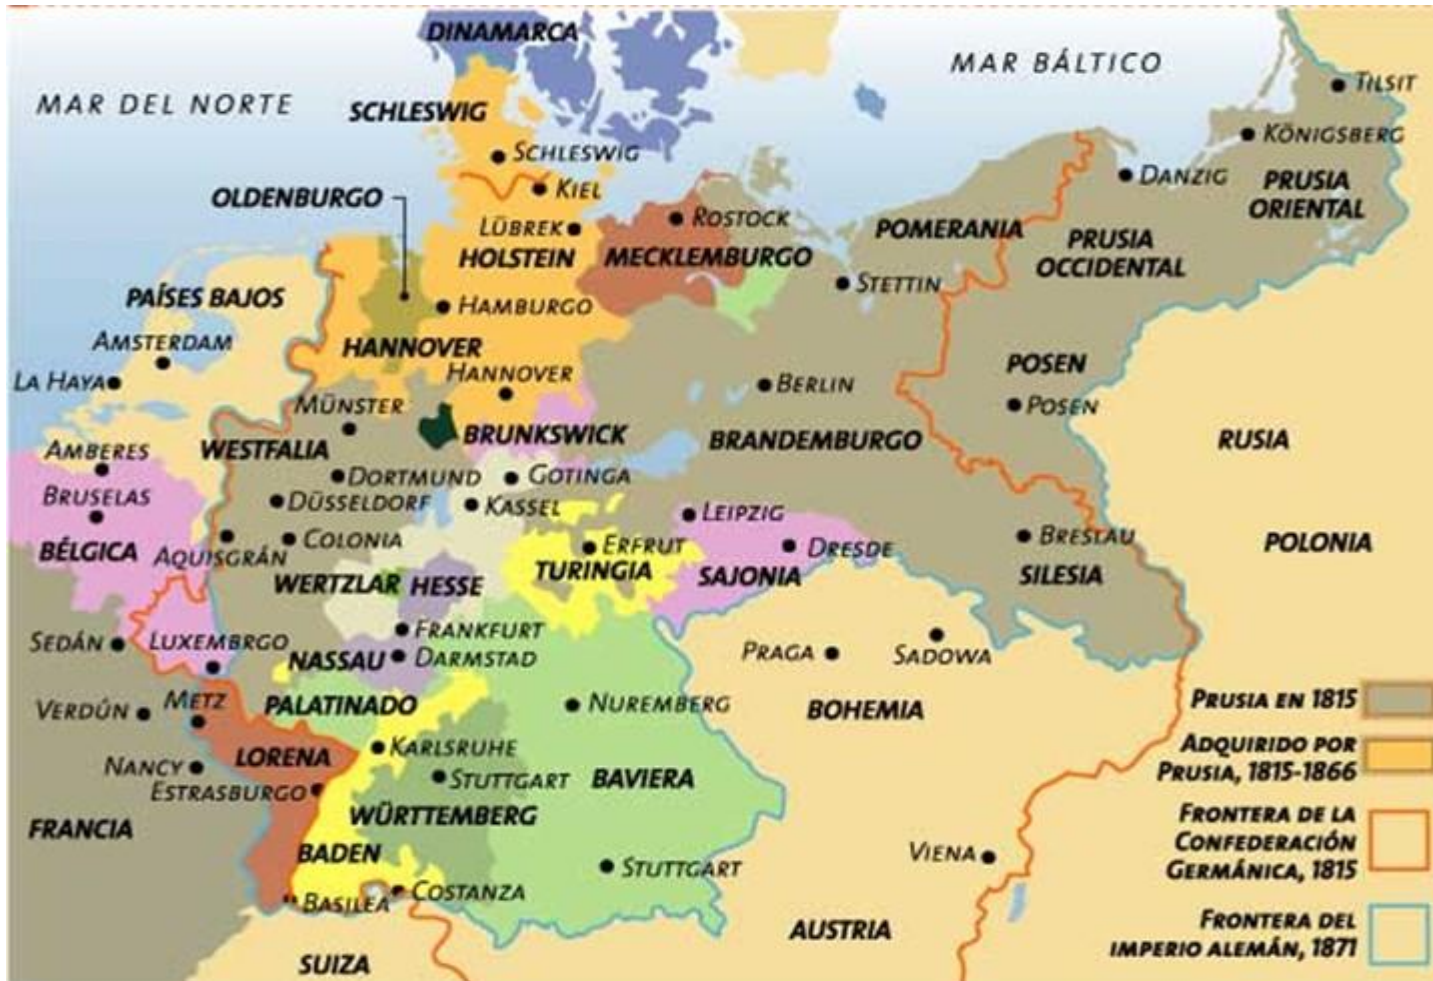 DINAMARCA
MAR DEL NORTE
MAR BÁLTICO
TILSIT
SCHLESWIG
KÖNIGSBERG
SCHLESWIG
DANZIG
PRUSIA
ORIENTAL
KIEL
OLDENBURGO
LÜBREK
ROSTOCK
POMERANIA
HOLSTEIN
MECKLEMBURGO
PRUSIA
OCCIDENTAL
STETTIN
PAÍSES BAJOS
HAMBURGO
AMSTERDAM
HANNOVER
HANNOVER
LA HAYA
BERLIN
POSEN
POSEN
MÜNSTER
AMBERES
WESTFALIA
BRUNKSWICK
BRANDEMBURGO
RUSIA
DORTMUND
GOTINGA
BRUSELAS
DÜSSELDORF
KASSEL
LEIPZIG
BÉLGICA
AQUISGRÁN
COLONIA
ERFRUT
DRESDE
BRESLAU
POLONIA
WERTZLAR
HESSE
TURINGIA
SAJONIA
SILESIA
SEDÁN
LUXEMBRGO
FRANKFURT
NASSAU
DARMSTAD
PRAGA
SADOWA
VERDÚN
METZ
PALATINADO
NUREMBERG
BOHEMIA
PRUSIA EN 1815
NANCY
LORENA
KARLSRUHE
ADQUIRIDO POR
PRUSIA, 1815-1866
ESTRASBURGO
STUTTGART
BAVIERA
FRANCIA
WÜRTTEMBERG
FRONTERA DE LA
CONFEDERACIÓN
GERMÁNICA, 1815
BADEN
STUTTGART
VIENA
BASILEA
COSTANZA
AUSTRIA
FRONTERA DEL
IMPERIO ALEMÁN, 1871
SUIZA